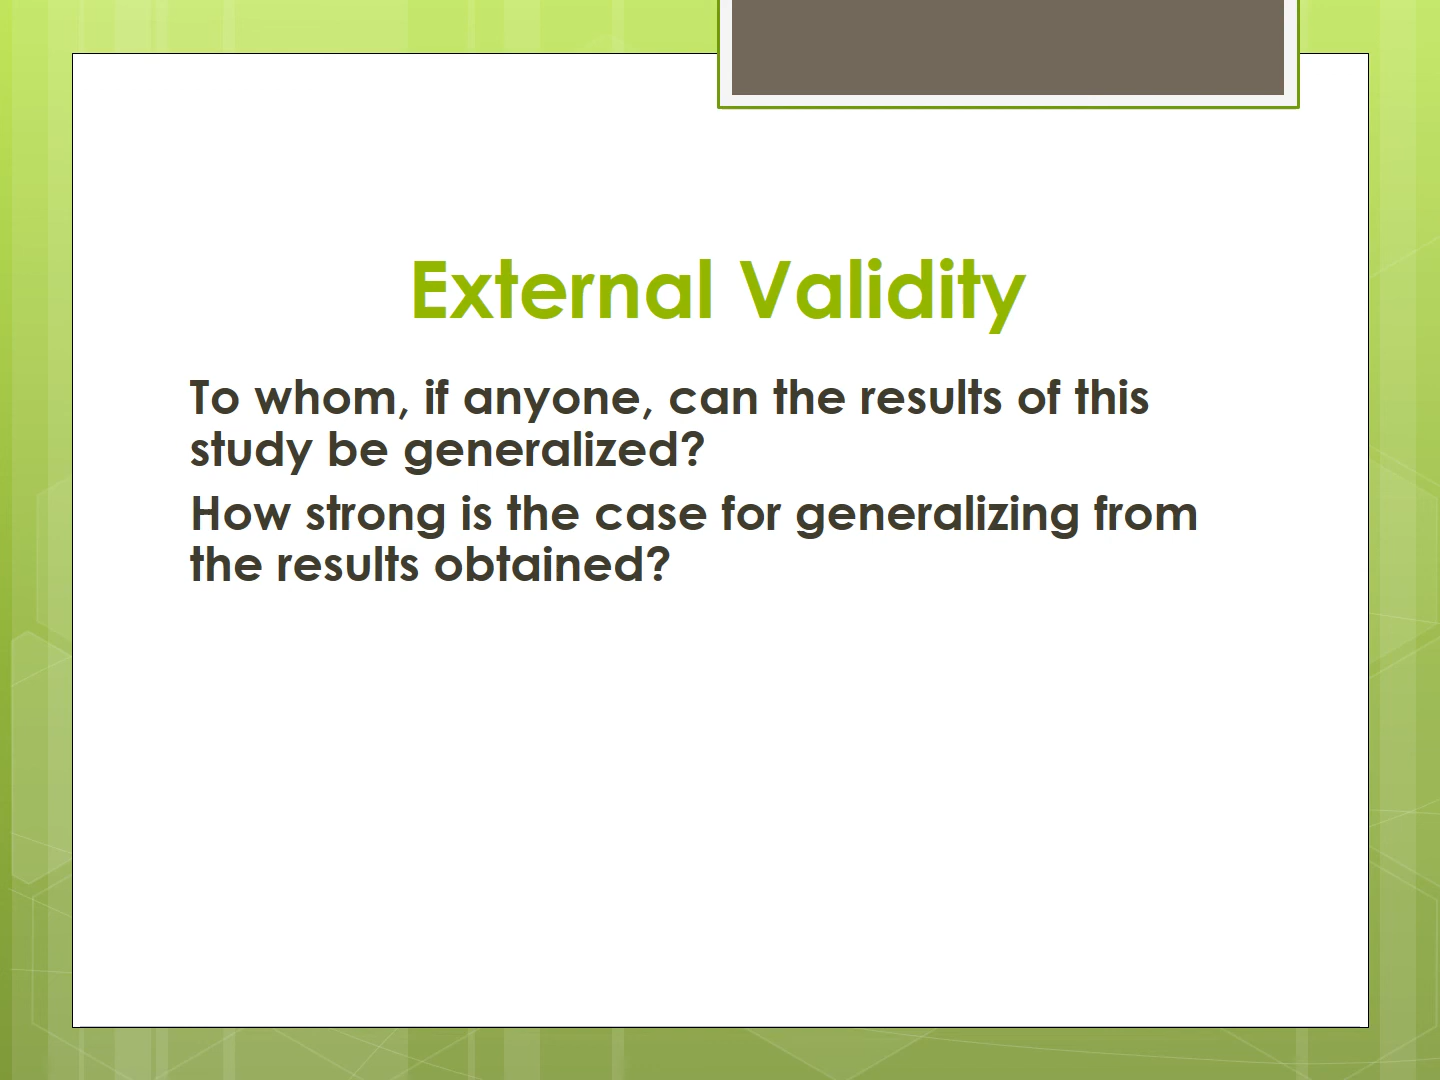 External Validity
To whom, if anyone, can the results of this
study be generalized?
How strong is the case for generalizing from
the results obtained?